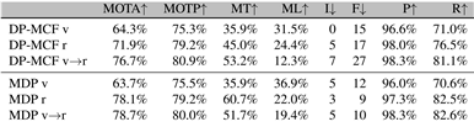 MOTA↑ MOTP↑ MT↑ ML↑ I↓ F↓ P↑ R↑
DP-MCF v 64.3% 75.3% 35.9% 31.5% 0 15 96.6% 71.0%
DP-MCF r 71.9% 79.2% 45.0% 24.4% 5 17 98.0% 76.5%
DP-MCF v→r 76.7% 80.9% 53.2% 12.3% 7 27 98.3% 81.1%
MDP v 63.7% 75.5% 35.9% 36.9% 5 12 96.0% 70.6%
MDP r 78.1% 79.2% 60.7% 22.0% 3 9 97.3% 82.5%
MDP v→r 78.7% 80.0% 51.7% 19.4% 5 10 98.3% 82.6%